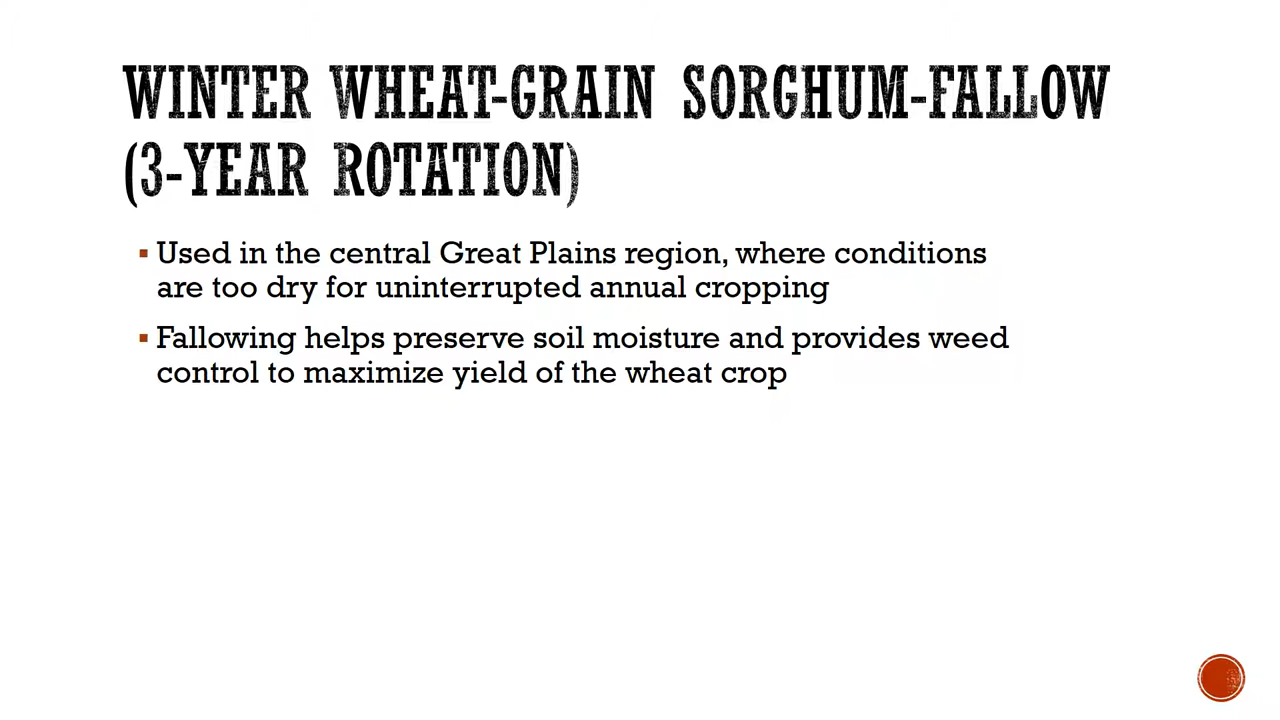 WINTER WHEAT-GRAIN SORGHUM-FALLOW
(3-YEAR ROTATION)
▪ Used in the central Great Plains region, where conditions
are too dry for uninterrupted annual cropping
▪ Fallowing helps preserve soil moisture and provides weed
control to maximize yield of the wheat crop